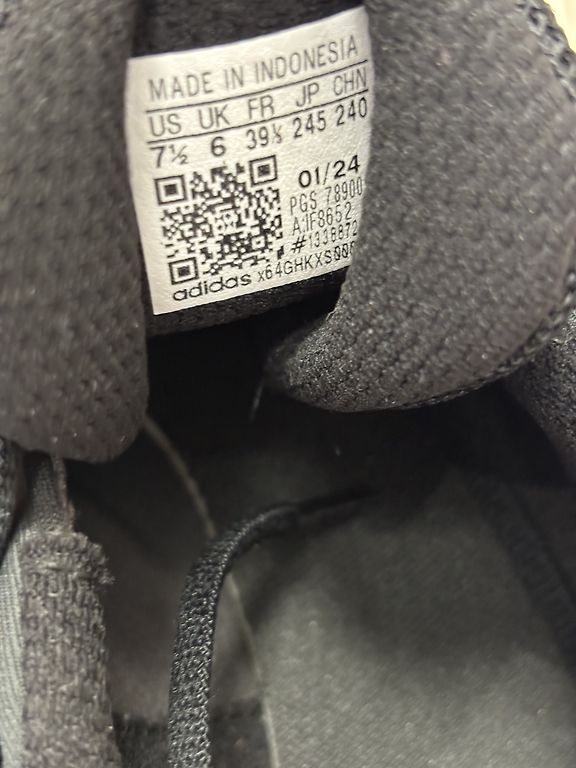 MADE IN INDONESIA
US UK FR JP CHN
7½ 6 39⅓ 245 240
01/24
PGS 78900
A:IF8652
#1338872
adidas